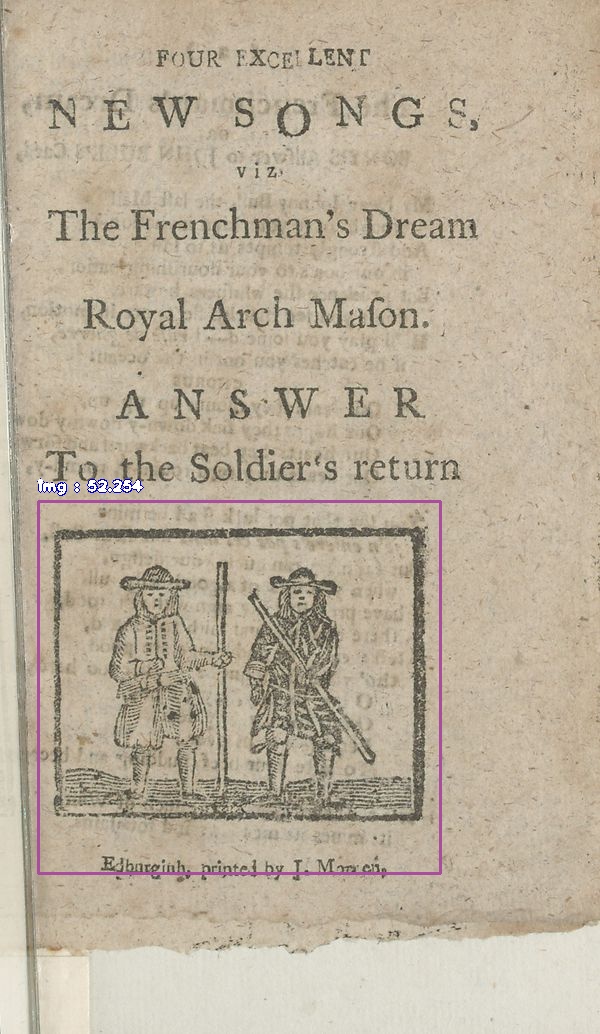 FOUR EXCELLENT
NEW SONGS,
viz.
The Frenchman's Dream
Royal Arch Maſon.
ANSWER
To the Soldier‘s return
img : 52.254
Edburginh, printed by J. Morren,